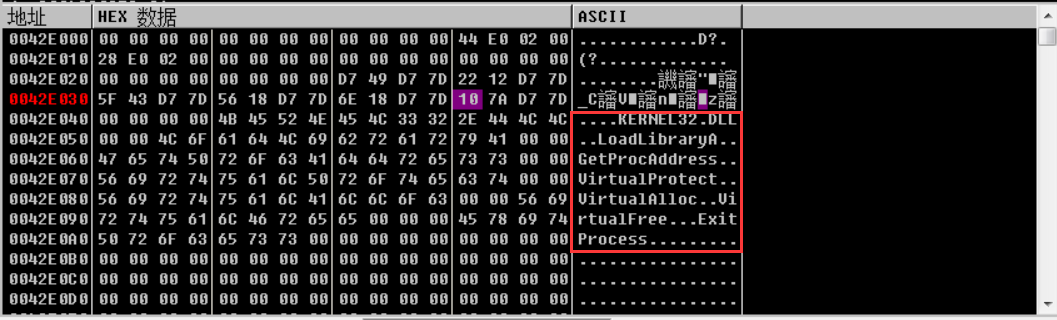 地址 HEX 数据 ASCII
0042E000 00 00 00 00 00 00 00 00 00 00 00 00 44 E0 02 00 ............D?.
0042E010 28 E0 02 00 00 00 00 00 00 00 00 00 00 00 00 00 (?.............
0042E020 00 00 00 00 00 00 00 00 D7 49 D7 7D 22 12 D7 7D ........譏讅"■讅
0042E030 5F 43 D7 7D 56 18 D7 7D 6E 18 D7 7D 10 7A D7 7D _C讅V■讅n■讅■z讅
0042E040 00 00 00 00 4B 45 52 4E 45 4C 33 32 2E 44 4C 4C ....KERNEL32.DLL
0042E050 00 00 4C 6F 61 64 4C 69 62 72 61 72 79 41 00 00 ..LoadLibraryA..
0042E060 47 65 74 50 72 6F 63 41 64 64 72 65 73 73 00 00 GetProcAddress..
0042E070 56 69 72 74 75 61 6C 50 72 6F 74 65 63 74 00 00 VirtualProtect..
0042E080 56 69 72 74 75 61 6C 41 6C 6C 6F 63 00 00 56 69 VirtualAlloc..Vi
0042E090 72 74 75 61 6C 46 72 65 65 00 00 00 45 78 69 74 rtualFree...Exit
0042E0A0 50 72 6F 63 65 73 73 00 00 00 00 00 00 00 00 00 Process.........
0042E0B0 00 00 00 00 00 00 00 00 00 00 00 00 00 00 00 00 ................
0042E0C0 00 00 00 00 00 00 00 00 00 00 00 00 00 00 00 00 ................
0042E0D0 00 00 00 00 00 00 00 00 00 00 00 00 00 00 00 00 ................